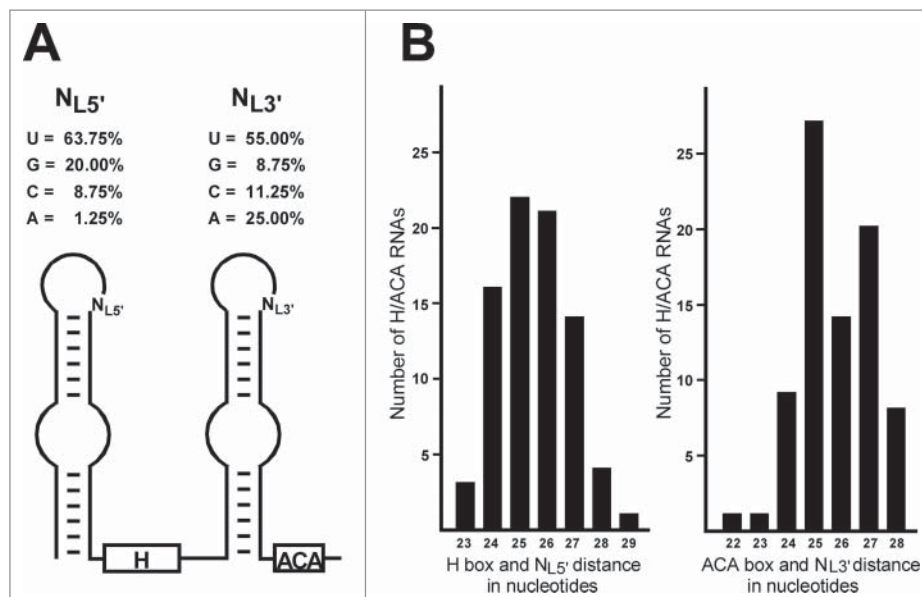 A
NL5'
U = 63.75%
G = 20.00%
C = 8.75%
A = 1.25%
NL3'
U = 55.00%
G = 8.75%
C = 11.25%
A = 25.00%
NL5'
NL3'
H
ACA
B
Number of H/ACA RNAs
25
20
15
10
5
23 24 25 26 27 28 29
H box and NL5' distance
in nucleotides
Number of H/ACA RNAs
25
20
15
10
5
22 23 24 25 26 27 28
ACA box and NL3' distance
in nucleotides